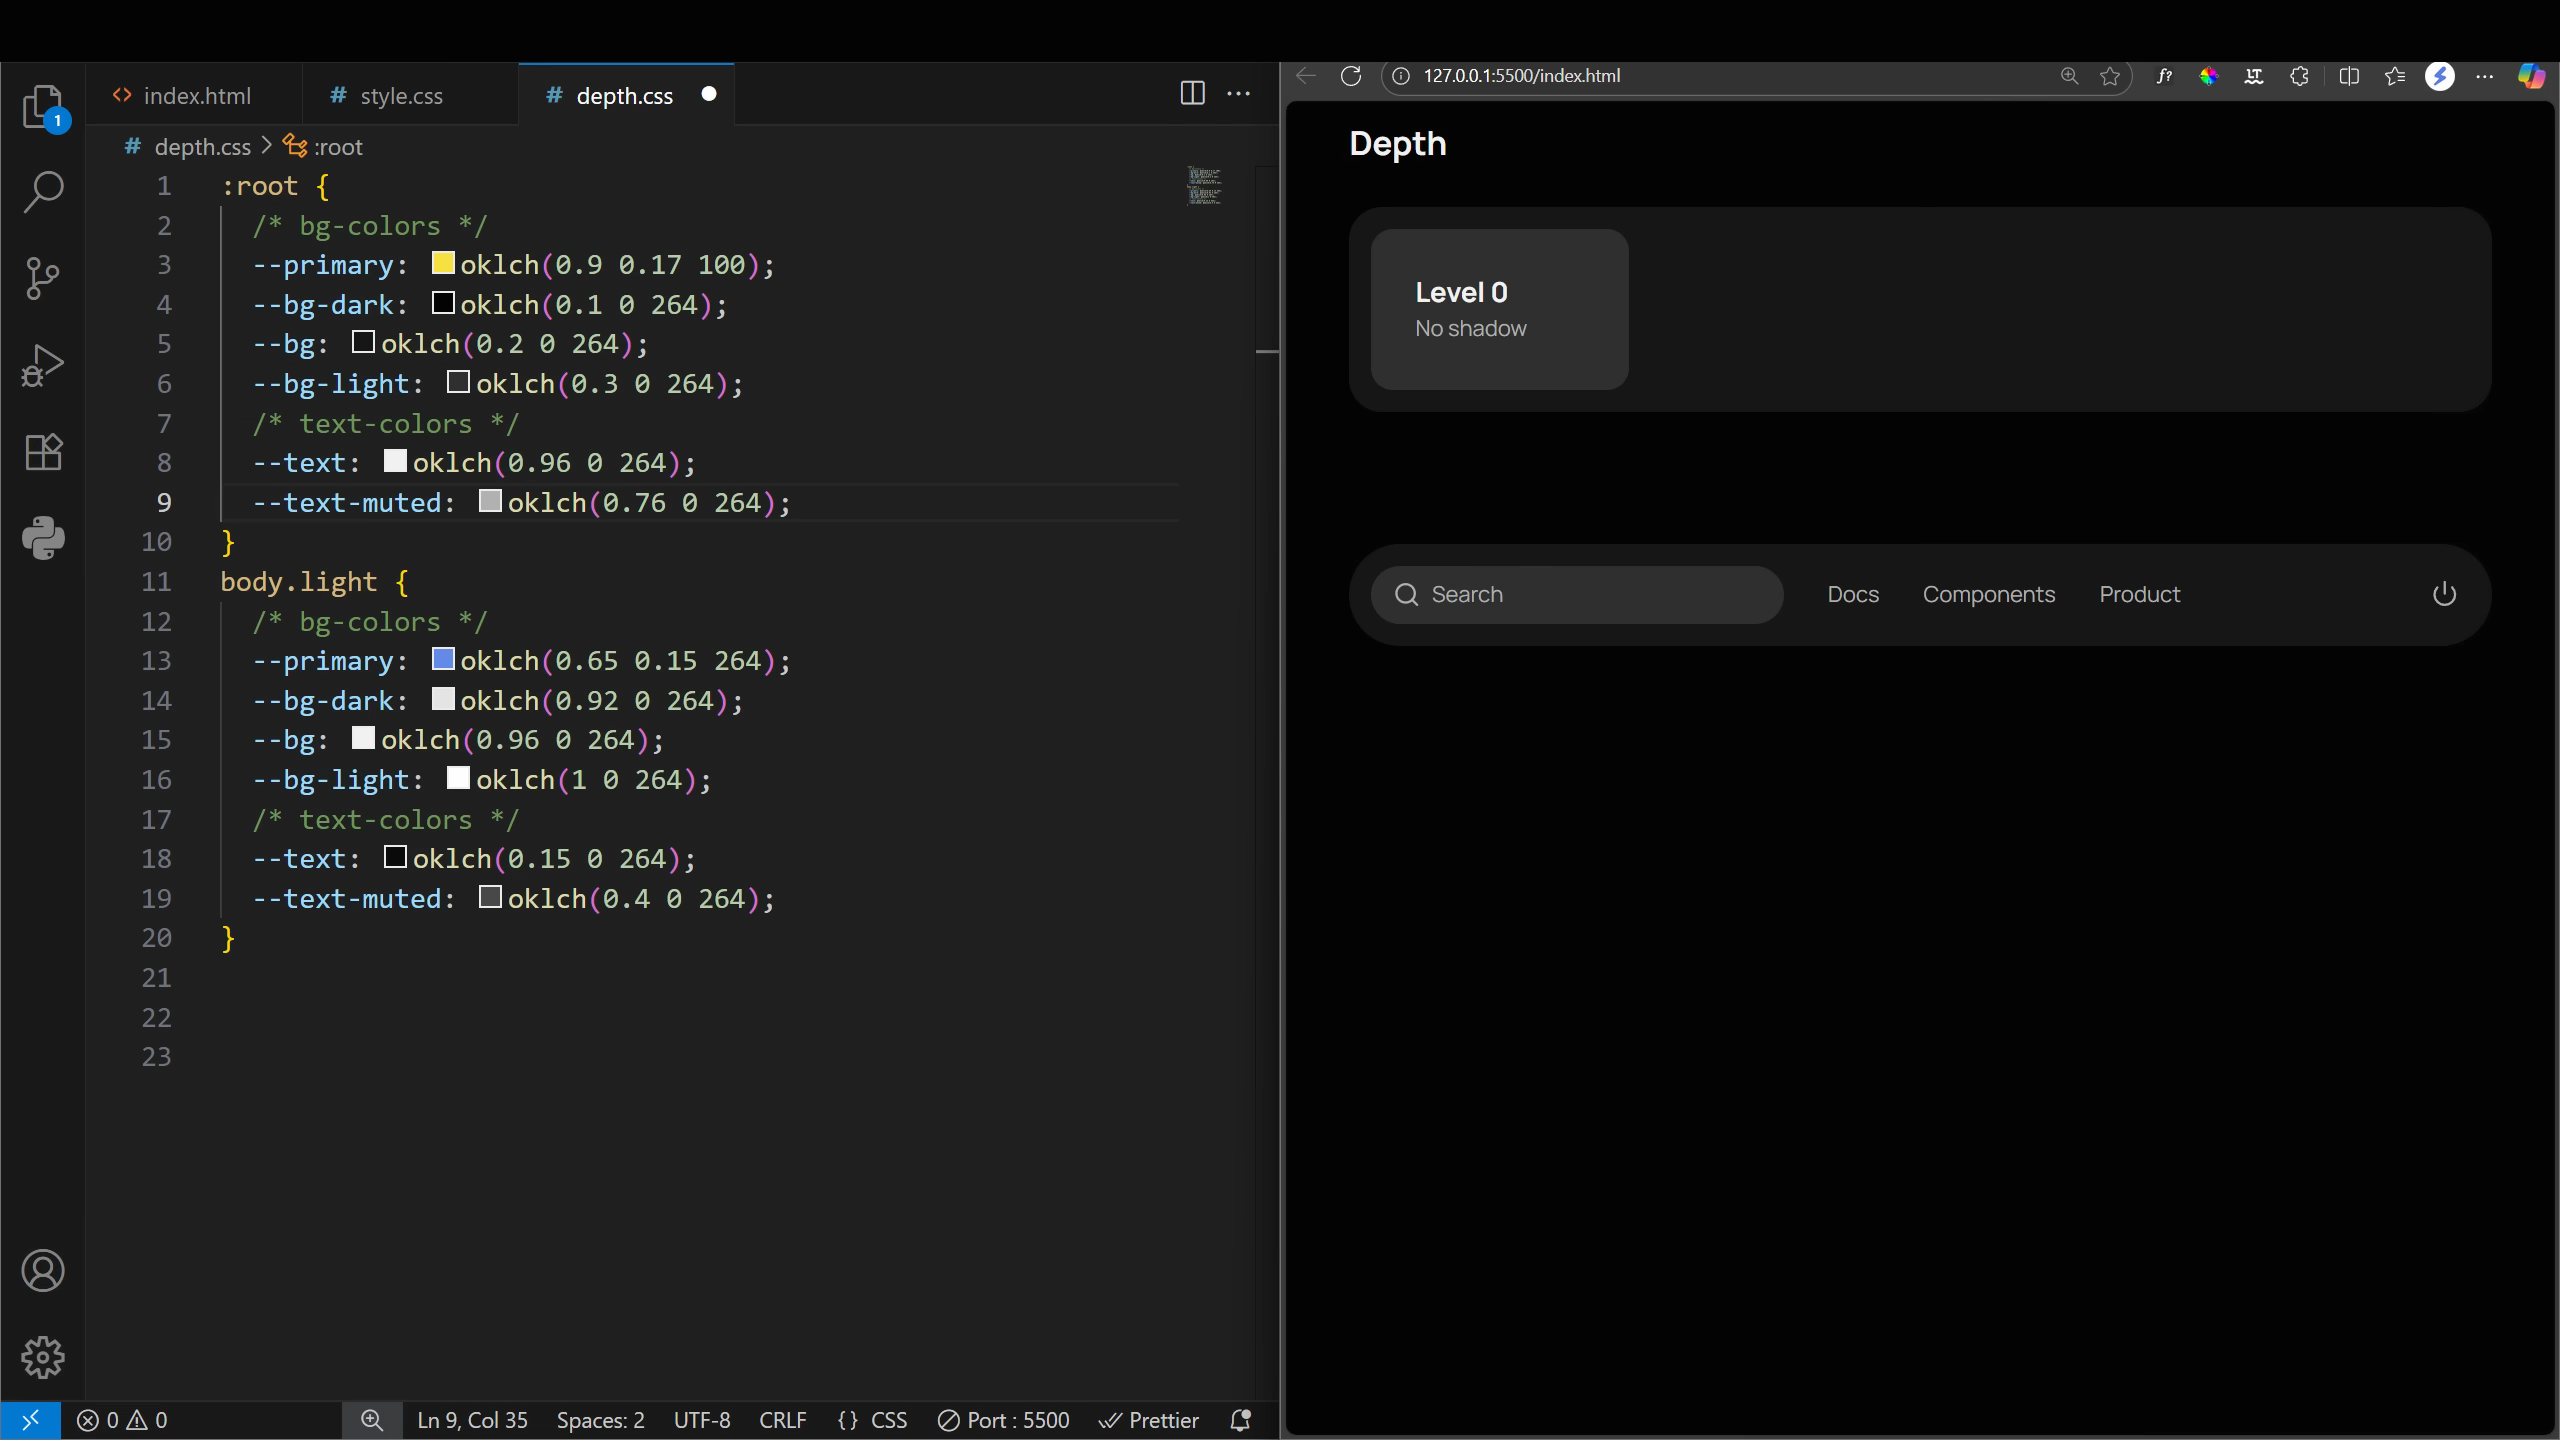 index.html
# style.css
# depth.css
1
# depth.css > :root
1 :root {
2 /* bg-colors */
3 --primary: oklch(0.9 0.17 100);
4 --bg-dark: oklch(0.1 0 264);
5 --bg: oklch(0.2 0 264);
6 --bg-light: oklch(0.3 0 264);
7 /* text-colors */
8 --text: oklch(0.96 0 264);
9 --text-muted: oklch(0.76 0 264);
10 }
11 body.light {
12 /* bg-colors */
13 --primary: oklch(0.65 0.15 264);
14 --bg-dark: oklch(0.92 0 264);
15 --bg: oklch(0.96 0 264);
16 --bg-light: oklch(1 0 264);
17 /* text-colors */
18 --text: oklch(0.15 0 264);
19 --text-muted: oklch(0.4 0 264);
20 }
21
22
23
0 0
Ln 9, Col 35
Spaces: 2
UTF-8
CRLF
{} CSS
Port : 5500
Prettier
127.0.0.1:5500/index.html
f?
Depth
Level 0
No shadow
Search
Docs
Components
Product